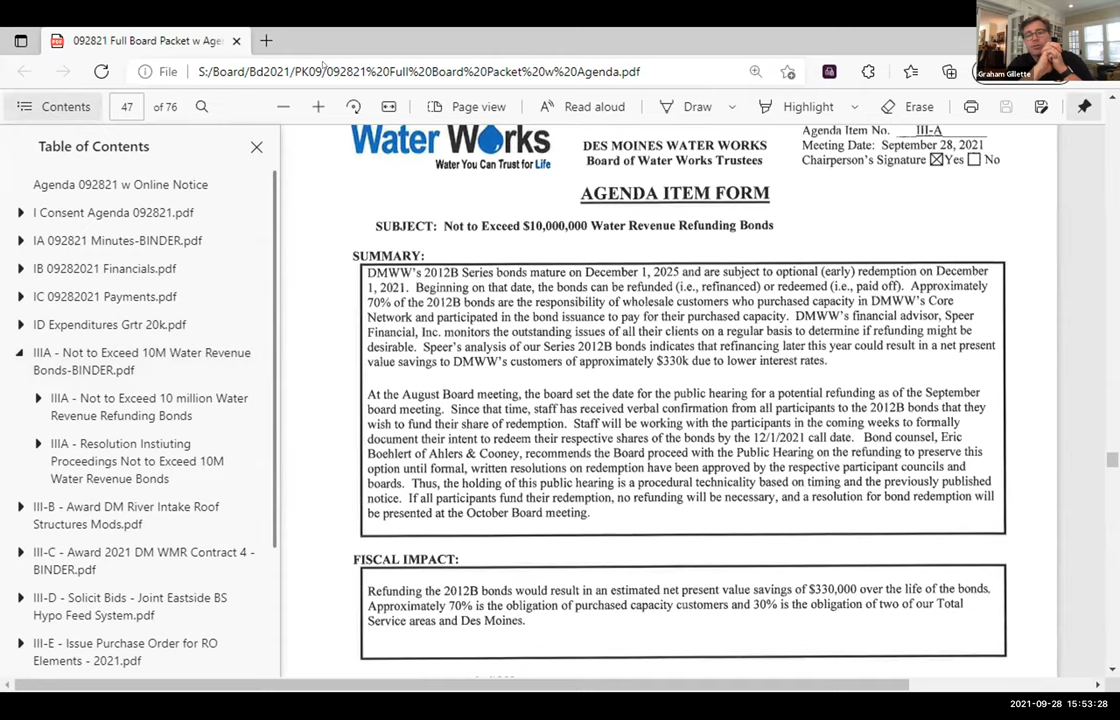 092821 Full Board Packet w Age
File
S:/Board/Bd2021/PK09/092821%20Full%20Board%20Packet%20w%20Agenda.pdf
Graham Gillette
Contents
47
of 76
Page view
Read aloud
Draw
Highlight
Erase
Table of Contents
Agenda 092821 w Online Notice
I Consent Agenda 092821.pdf
IA 092821 Minutes-BINDER.pdf
IB 09282021 Financials.pdf
IC 09282021 Payments.pdf
ID Expenditures Grtr 20k.pdf
IIIA - Not to Exceed 10M Water Revenue
Bonds-BINDER.pdf
IIIA - Not to Exceed 10 million Water
Revenue Refunding Bonds
IIIA - Resolution Instiuting
Proceedings Not to Exceed 10M
Water Revenue Bonds
III-B - Award DM River Intake Roof
Structures Mods.pdf
III-C - Award 2021 DM WMR Contract 4 -
BINDER.pdf
III-D - Solicit Bids - Joint Eastside BS
Hypo Feed System.pdf
III-E - Issue Purchase Order for RO
Elements - 2021.pdf
Water Works
Water You Can Trust for Life
DES MOINES WATER WORKS
Board of Water Works Trustees
Agenda Item No. III-A
Meeting Date: September 28, 2021
Chairperson's Signature ☒ Yes ☐ No
AGENDA ITEM FORM
SUBJECT: Not to Exceed $10,000,000 Water Revenue Refunding Bonds
SUMMARY:
DMWW's 2012B Series bonds mature on December 1, 2025 and are subject to optional (early) redemption on December
1, 2021. Beginning on that date, the bonds can be refunded (i.e., refinanced) or redeemed (i.e., paid off). Approximately
70% of the 2012B bonds are the responsibility of wholesale customers who purchased capacity in DMWW's Core
Network and participated in the bond issuance to pay for their purchased capacity. DMWW's financial advisor, Speer
Financial, Inc. monitors the outstanding issues of all their clients on a regular basis to determine if refunding might be
desirable. Speer's analysis of our Series 2012B bonds indicates that refinancing later this year could result in a net present
value savings to DMWW's customers of approximately $330k due to lower interest rates.
At the August Board meeting, the board set the date for the public hearing for a potential refunding as of the September
board meeting. Since that time, staff has received verbal confirmation from all participants to the 2012B bonds that they
wish to fund their share of redemption. Staff will be working with the participants in the coming weeks to formally
document their intent to redeem their respective shares of the bonds by the 12/1/2021 call date. Bond counsel, Eric
Boehlert of Ahlers & Cooney, recommends the Board proceed with the Public Hearing on the refunding to preserve this
option until formal, written resolutions on redemption have been approved by the respective participant councils and
boards. Thus, the holding of this public hearing is a procedural technicality based on timing and the previously published
notice. If all participants fund their redemption, no refunding will be necessary, and a resolution for bond redemption will
be presented at the October Board meeting.
FISCAL IMPACT:
Refunding the 2012B bonds would result in an estimated net present value savings of $330,000 over the life of the bonds.
Approximately 70% is the obligation of purchased capacity customers and 30% is the obligation of two of our Total
Service areas and Des Moines.
2021-09-28 15:53:28